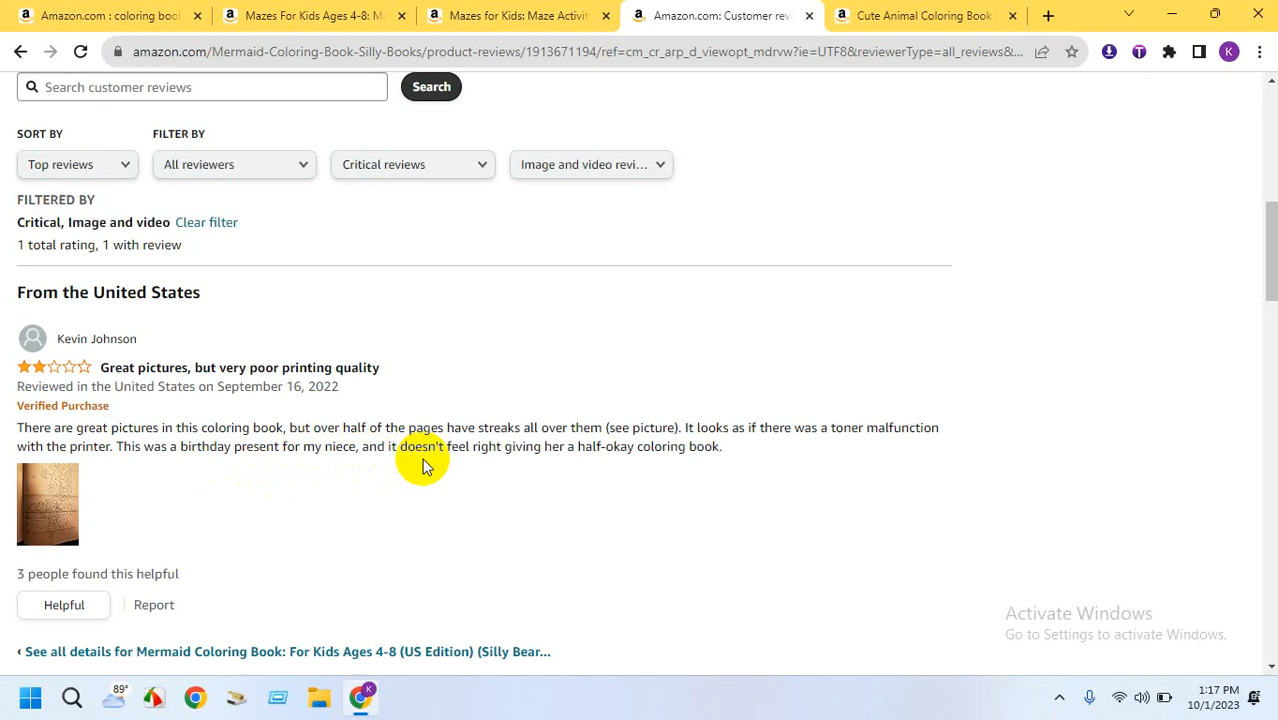 Amazon.com : coloring bool
Mazes For Kids Ages 4-8: Ma
Mazes for Kids: Maze Activit
Amazon.com: Customer rev
Cute Animal Coloring Book
amazon.com/Mermaid-Coloring-Book-Silly-Books/product-reviews/1913671194/ref=cm_cr_arp_d_viewopt_mdrvw?ie=UTF8&reviewerType=all_reviews&...
K
Search customer reviews
Search
SORT BY
FILTER BY
Top reviews
All reviewers
Critical reviews
Image and video revi...
FILTERED BY
Critical, Image and video Clear filter
1 total rating, 1 with review
From the United States
Kevin Johnson
Great pictures, but very poor printing quality
Reviewed in the United States on September 16, 2022
Verified Purchase
There are great pictures in this coloring book, but over half of the pages have streaks all over them (see picture). It looks as if there was a toner malfunction
with the printer. This was a birthday present for my niece, and it doesn't feel right giving her a half-okay coloring book.
3 people found this helpful
Helpful
Report
‹ See all details for Mermaid Coloring Book: For Kids Ages 4-8 (US Edition) (Silly Bear...
Activate Windows
Go to Settings to activate Windows.
89°
K
1:17 PM
10/1/2023